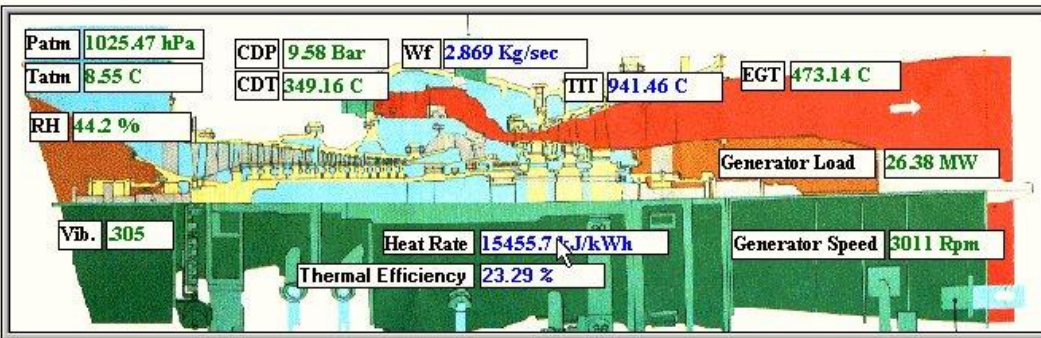 Patm 1025.47 hPa
Tatm 8.55 C
RH 44.2 %
CDP 9.58 Bar
CDT 349.16 C
Wf 2.869 Kg/sec
TIT 941.46 C
EGT 473.14 C
Generator Load 26.38 MW
Vib. .305
Heat Rate 15455.7 kJ/kWh
Generator Speed 3011 Rpm
Thermal Efficiency 23.29 %